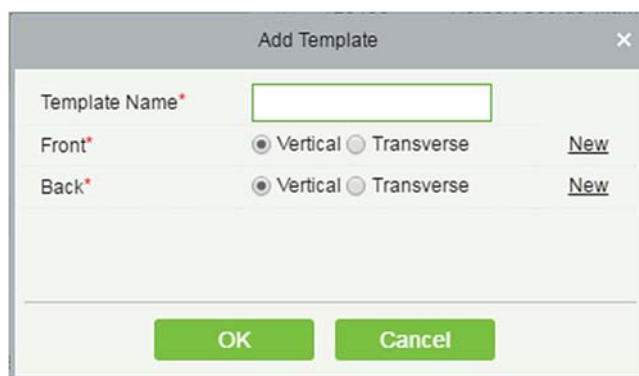 Add Template ×
Template Name*
Front* Vertical Transverse New
Back* Vertical Transverse New
OK Cancel